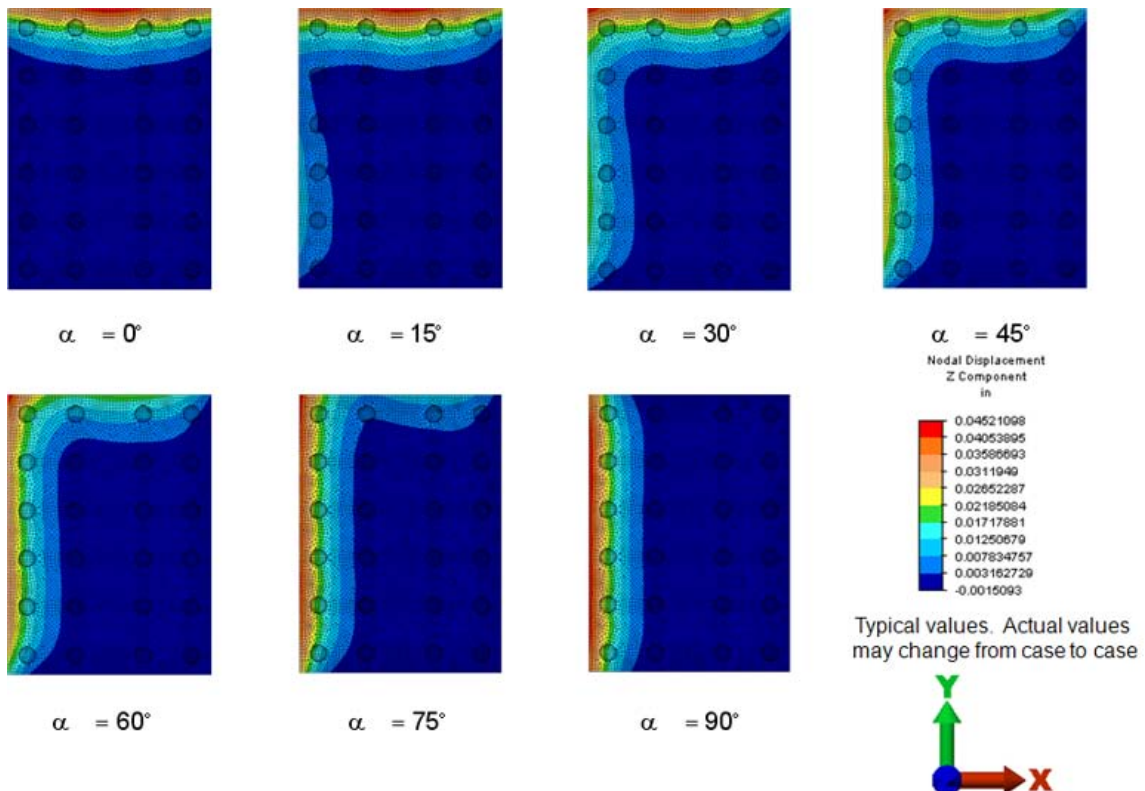 α = 0°
α = 15°
α = 30°
α = 45°
Nodal Displacement
Z Component
in
0.04521098
0.04053895
0.03586693
0.0311949
0.02652287
0.02185084
0.01717881
0.01250679
0.007834757
0.003162729
-0.0015093
Typical values. Actual values
may change from case to case
α = 60°
α = 75°
α = 90°
Y
X